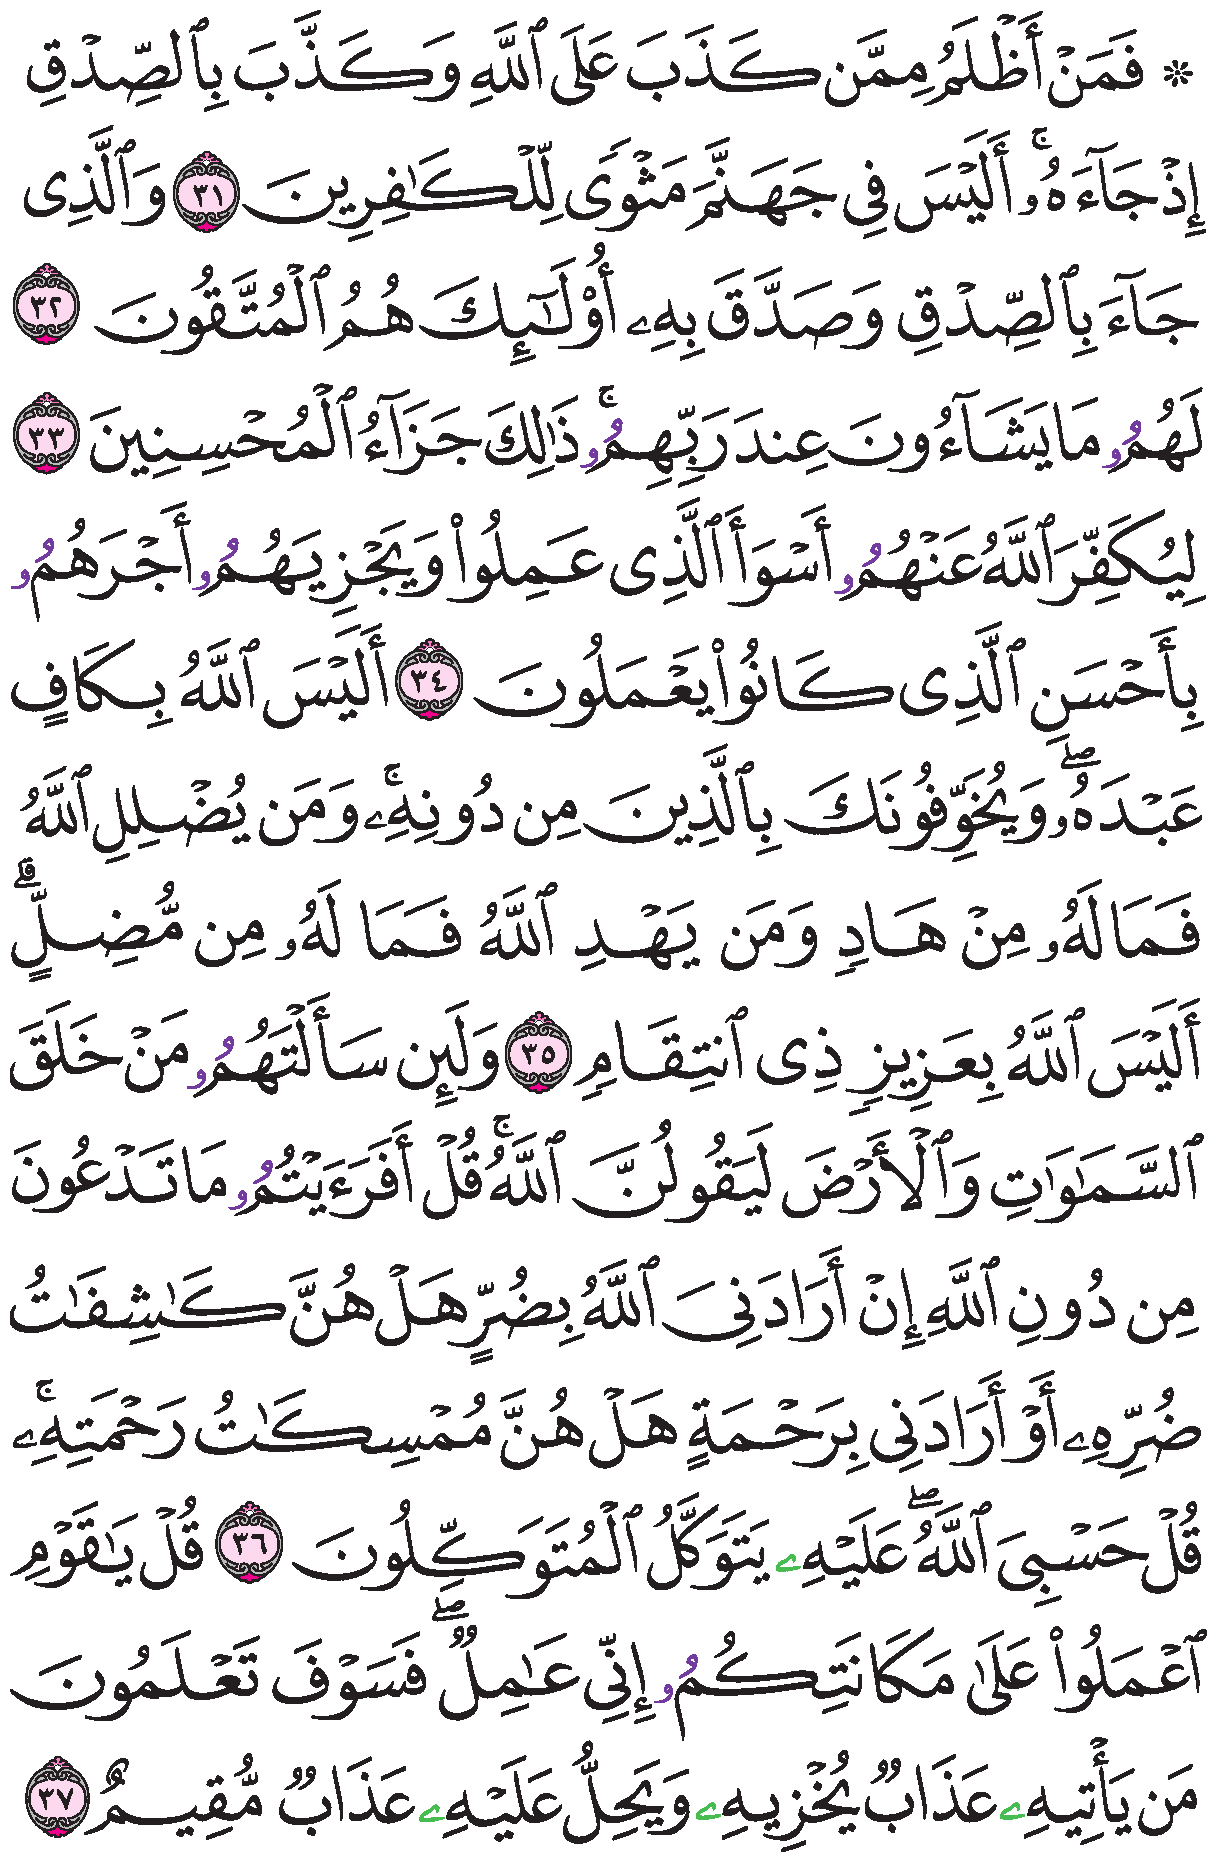 ۞ فَمَنۡ أَظۡلَمُ مِمَّن كَذَبَ عَلَى ٱللَّهِ وَكَذَّبَ بِٱلصِّدۡقِ
إِذۡ جَآءَهُۥٓۚ أَلَيۡسَ فِي جَهَنَّمَ مَثۡوٗى لِّلۡكَٰفِرِينَ ٣١ وَٱلَّذِي
جَآءَ بِٱلصِّدۡقِ وَصَدَّقَ بِهِۦٓ أُوْلَٰٓئِكَ هُمُ ٱلۡمُتَّقُونَ ٣٢
لَهُمُۥ مَا يَشَآءُونَ عِندَ رَبِّهِمُۥۚ ذَٰلِكَ جَزَآءُ ٱلۡمُحۡسِنِينَ ٣٣
لِيُكَفِّرَ ٱللَّهُ عَنۡهُمُۥ أَسۡوَأَ ٱلَّذِي عَمِلُواْ وَيَجۡزِيَهُمُۥ أَجۡرَهُمُۥ
بِأَحۡسَنِ ٱلَّذِي كَانُواْ يَعۡمَلُونَ ٣٤ أَلَيۡسَ ٱللَّهُ بِكَافٍ
عَبۡدَهُۥۖ وَيُخَوِّفُونَكَ بِٱلَّذِينَ مِن دُونِهِۦۚ وَمَن يُضۡلِلِ ٱللَّهُ
فَمَا لَهُۥ مِنۡ هَادٖ وَمَن يَهۡدِ ٱللَّهُ فَمَا لَهُۥ مِن مُّضِلٍّۗ
أَلَيۡسَ ٱللَّهُ بِعَزِيزٖ ذِي ٱنتِقَامٖ ٣٥ وَلَئِن سَأَلۡتَهُمُۥ مَنۡ خَلَقَ
ٱلسَّمَٰوَٰتِ وَٱلۡأَرۡضَ لَيَقُولُنَّ ٱللَّهُۚ قُلۡ أَفَرَءَيۡتُمُۥ مَا تَدۡعُونَ
مِن دُونِ ٱللَّهِ إِنۡ أَرَادَنِيَ ٱللَّهُ بِضُرٍّ هَلۡ هُنَّ كَٰشِفَٰتُ
ضُرِّهِۦٓ أَوۡ أَرَادَنِي بِرَحۡمَةٍ هَلۡ هُنَّ مُمۡسِكَٰتُ رَحۡمَتِهِۦۚ
قُلۡ حَسۡبِيَ ٱللَّهُۖ عَلَيۡهِۦ يَتَوَكَّلُ ٱلۡمُتَوَكِّلُونَ ٣٦ قُلۡ يَٰقَوۡمِ
ٱعۡمَلُواْ عَلَىٰ مَكَانَتِكُمُۥ إِنِّي عَٰمِلٞۖ فَسَوۡفَ تَعۡلَمُونَ
مَن يَأۡتِيهِۦ عَذَابٞ يُخۡزِيهِۦ وَيَحِلُّ عَلَيۡهِۦ عَذَابٞ مُّقِيمٌ ٣٧